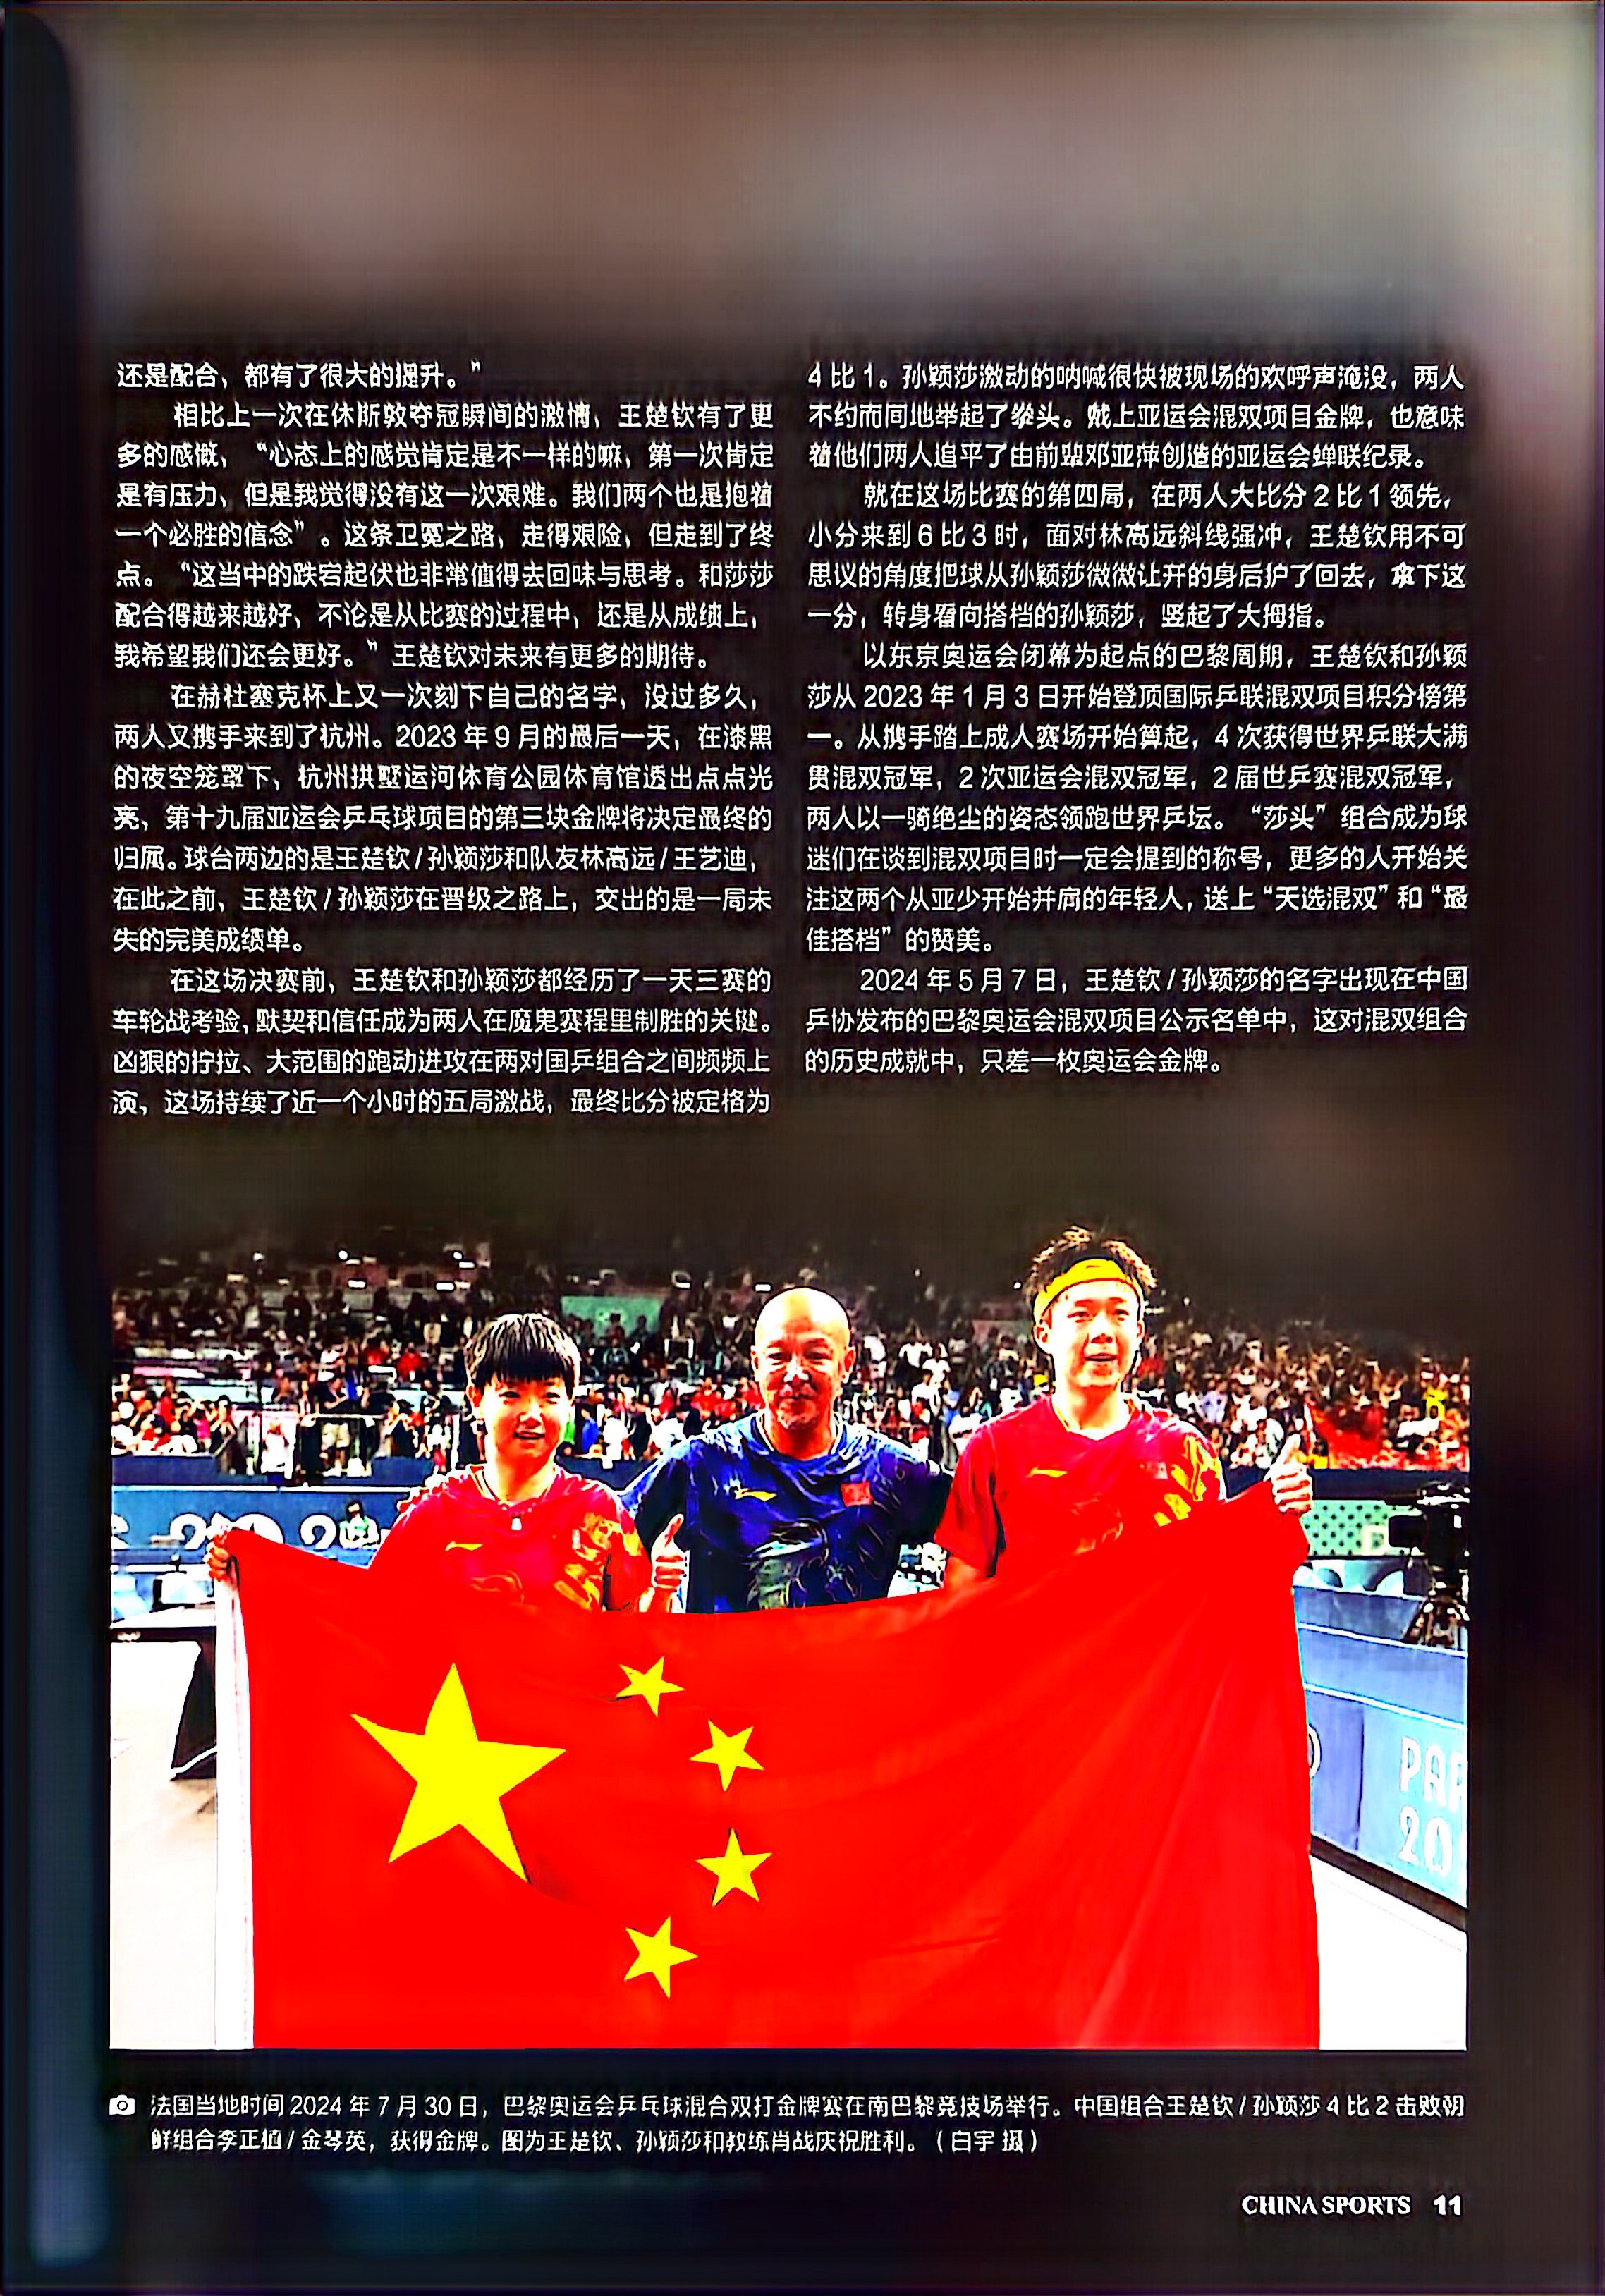 还是配合，都有了很大的提升。”
相比上一次在休斯敦夺冠瞬间的激情，王楚钦有了更
多的感慨，“心态上的感觉肯定是不一样的嘛，第一次肯定
是有压力，但是我觉得没有这一次艰难。我们两个也是抱着
一个必胜的信念”。这条卫冕之路，走得艰险，但走到了终
点。“这当中的跌宕起伏也非常值得去回味与思考。和莎莎
配合得越来越好，不论是从比赛的过程中，还是从成绩上，
我希望我们还会更好。”王楚钦对未来有更多的期待。
在赫杜塞克杯上又一次刻下自己的名字，没过多久，
两人又携手来到了杭州。2023年9月的最后一天，在漆黑
的夜空笼罩下，杭州拱墅运河体育公园体育馆透出点点光
亮，第十九届亚运会乒乓球项目的第三块金牌将决定最终的
归属。球台两边的是王楚钦/孙颖莎和队友林高远/王艺迪，
在此之前，王楚钦/孙颖莎在晋级之路上，交出的是一局未
失的完美成绩单。
在这场决赛前，王楚钦和孙颖莎都经历了一天三赛的
车轮战考验，默契和信任成为两人在魔鬼赛程里制胜的关键。
凶狠的拧拉、大范围的跑动进攻在两对国乒组合之间频频上
演，这场持续了近一个小时的五局激战，最终比分被定格为
4比1。孙颖莎激动的呐喊很快被现场的欢呼声淹没，两人
不约而同地举起了拳头。戴上亚运会混双项目金牌，也意味
着他们两人追平了由前辈邓亚萍创造的亚运会蝉联纪录。
就在这场比赛的第四局，在两人大比分2比1领先，
小分来到6比3时，面对林高远斜线强冲，王楚钦用不可
思议的角度把球从孙颖莎微微让开的身后护了回去，拿下这
一分，转身看向搭档的孙颖莎，竖起了大拇指。
以东京奥运会闭幕为起点的巴黎周期，王楚钦和孙颖
莎从2023年1月3日开始登顶国际乒联混双项目积分榜第
一。从携手踏上成人赛场开始算起，4次获得世界乒联大满
贯混双冠军，2次亚运会混双冠军，2届世乒赛混双冠军，
两人以一骑绝尘的姿态领跑世界乒坛。“莎头”组合成为球
迷们在谈到混双项目时一定会提到的称号，更多的人开始关
注这两个从亚少开始并肩的年轻人，送上“天选混双”和“最
佳搭档”的赞美。
2024年5月7日，王楚钦/孙颖莎的名字出现在中国
乒协发布的巴黎奥运会混双项目公示名单中，这对混双组合
的历史成就中，只差一枚奥运会金牌。
PAR
20
法国当地时间2024年7月30日，巴黎奥运会乒乓球混合双打金牌赛在南巴黎竞技场举行。中国组合王楚钦/孙颖莎4比2击败朝
鲜组合李正植/金琴英，获得金牌。图为王楚钦、孙颖莎和教练肖战庆祝胜利。（白宇 摄）
CHINA SPORTS 11